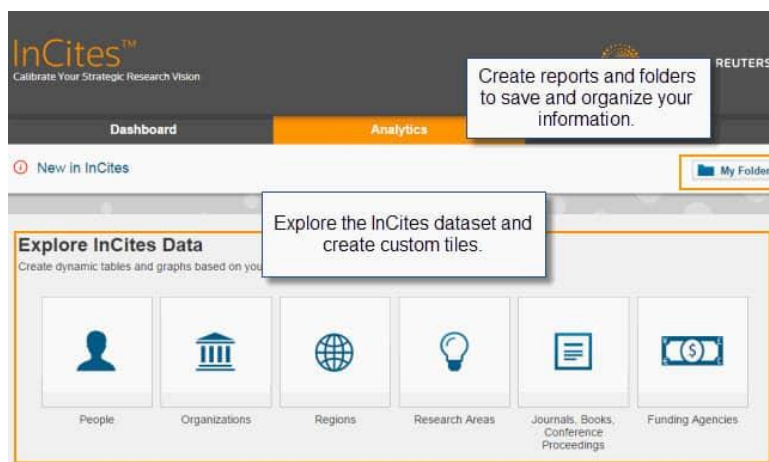 InCites™
Calibrate Your Strategic Research Vision
REUTERS
Create reports and folders
to save and organize your
information.
Dashboard
Analytics
New in InCites
My Folder
Explore the InCites dataset and
create custom tiles.
Explore InCites Data
Create dynamic tables and graphs based on you
$
People
Organizations
Regions
Research Areas
Journals, Books,
Conference
Proceedings
Funding Agencies